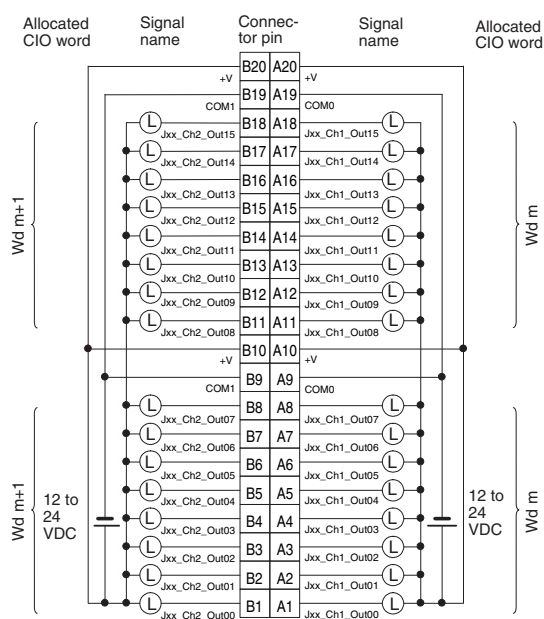 Allocated CIO word
Signal name
Connec-tor pin
Signal name
Allocated CIO word
B20 A20
+V +V
B19 A19
COM1 COM0
B18 A18
L L
Jxx_Ch2_Out15 Jxx_Ch1_Out15
B17 A17
L L
Jxx_Ch2_Out14 Jxx_Ch1_Out14
B16 A16
L L
Jxx_Ch2_Out13 Jxx_Ch1_Out13
B15 A15
L L
Jxx_Ch2_Out12 Jxx_Ch1_Out12
B14 A14
L L
Jxx_Ch2_Out11 Jxx_Ch1_Out11
B13 A13
L L
Jxx_Ch2_Out10 Jxx_Ch1_Out10
B12 A12
L L
Jxx_Ch2_Out09 Jxx_Ch1_Out09
B11 A11
L L
Jxx_Ch2_Out08 Jxx_Ch1_Out08
Wd m+1
Wd m
B10 A10
+V +V
B9 A9
COM1 COM0
B8 A8
L L
Jxx_Ch2_Out07 Jxx_Ch1_Out07
B7 A7
L L
Jxx_Ch2_Out06 Jxx_Ch1_Out06
B6 A6
L L
Jxx_Ch2_Out05 Jxx_Ch1_Out05
B5 A5
L L
Jxx_Ch2_Out04 Jxx_Ch1_Out04
B4 A4
L L
Jxx_Ch2_Out03 Jxx_Ch1_Out03
B3 A3
L L
Jxx_Ch2_Out02 Jxx_Ch1_Out02
B2 A2
L L
Jxx_Ch2_Out01 Jxx_Ch1_Out01
B1 A1
L L
Jxx_Ch2_Out00 Jxx_Ch1_Out00
Wd m+1
12 to
24
VDC
12 to
24
VDC
Wd m